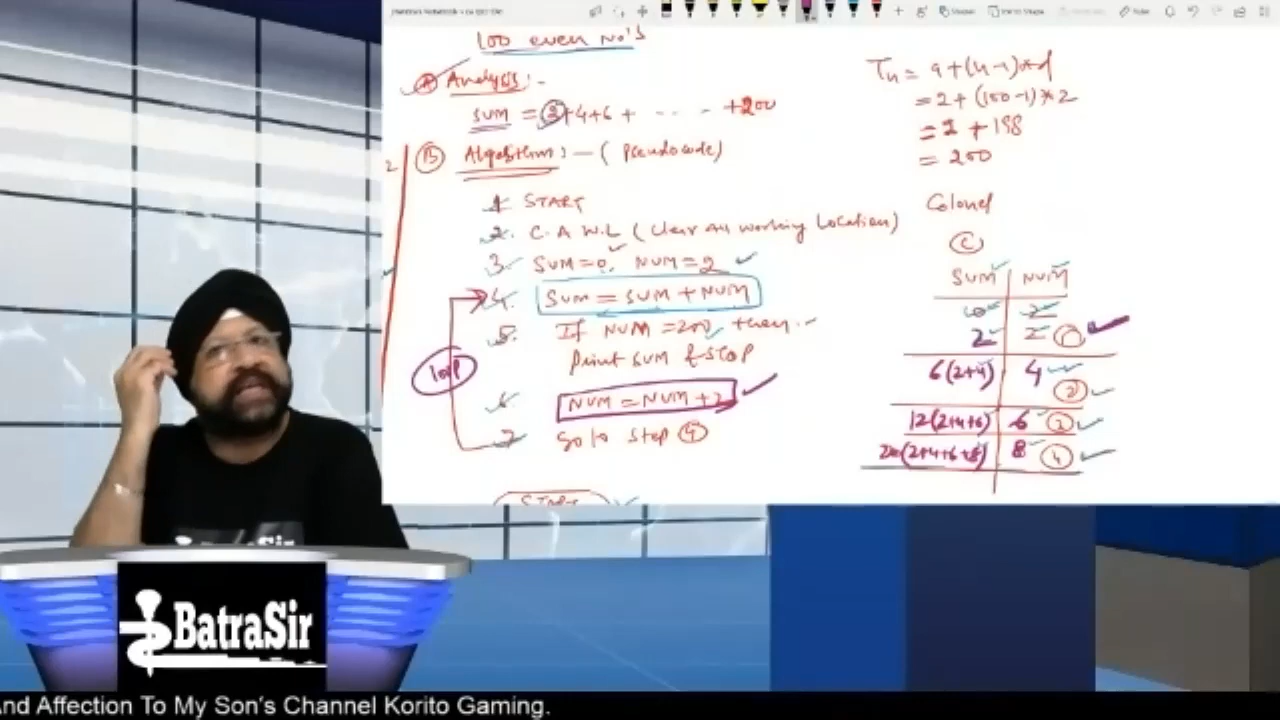 100 even No's
A Analysis:-
SUM = 2+4+6+ ---- +200
B Algorithm:- (Pseudocode)
1. START
2. C.A.W.L (Clear All working Location)
3. SUM=0, NUM=2
4. SUM = SUM + NUM
5. If NUM =200, then
print SUM & STOP
6. NUM = NUM +2
7. go to step 4
loop
START
Tn = a+(n-1)*d
= 2+(100-1)*2
= 2 + 198
= 200
C
SUM NUM
0 2
2 2 1
6(2+4) 4
2
12(2+4+6) 6
20(2+4+6+8) 8 4
BatraSir
And Affection To My Son's Channel Korito Gaming.